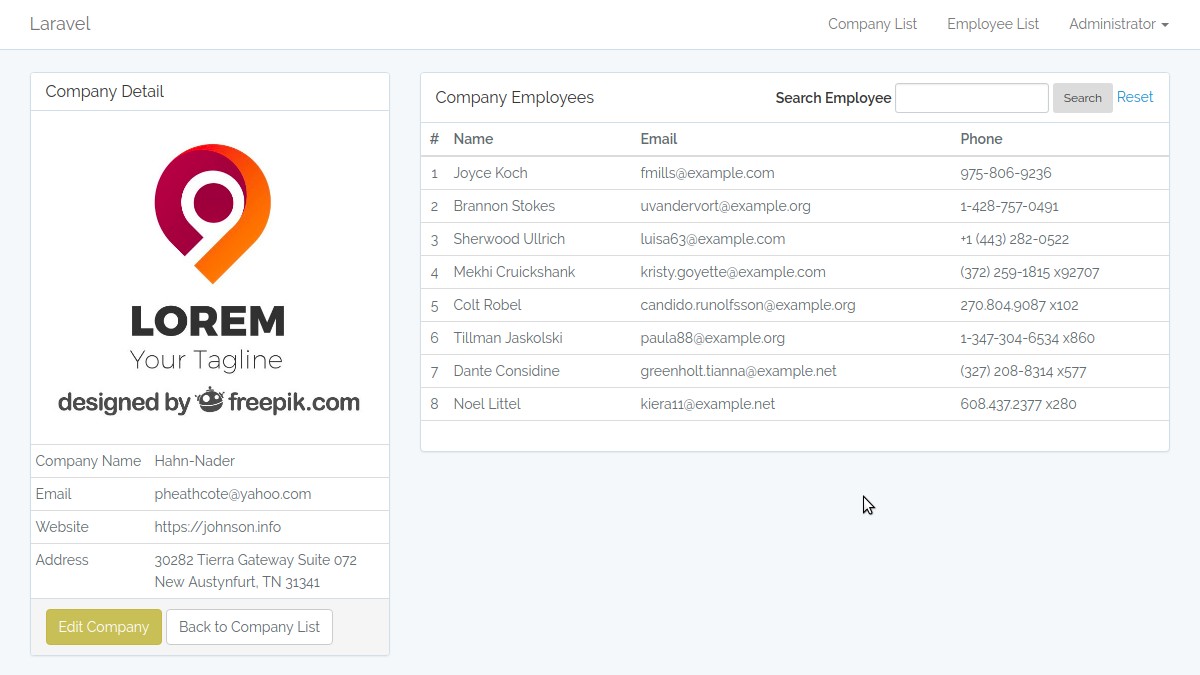 Laravel
Company List Employee List Administrator
Company Detail
LOREM
Your Tagline
designed by freepik.com
Company Name Hahn-Nader
Email pheathcote@yahoo.com
Website https://johnson.info
Address 30282 Tierra Gateway Suite 072
New Austynfurt, TN 31341
Edit Company Back to Company List
Company Employees Search Employee Search Reset
# Name Email Phone
1 Joyce Koch fmills@example.com 975-806-9236
2 Brannon Stokes uvandervort@example.org 1-428-757-0491
3 Sherwood Ullrich luisa63@example.com +1 (443) 282-0522
4 Mekhi Cruickshank kristy.goyette@example.com (372) 259-1815 x92707
5 Colt Robel candido.runolfsson@example.org 270.804.9087 x102
6 Tillman Jaskolski paula88@example.org 1-347-304-6534 x860
7 Dante Considine greenholt.tianna@example.net (327) 208-8314 x577
8 Noel Littel kiera11@example.net 608.437.2377 x280